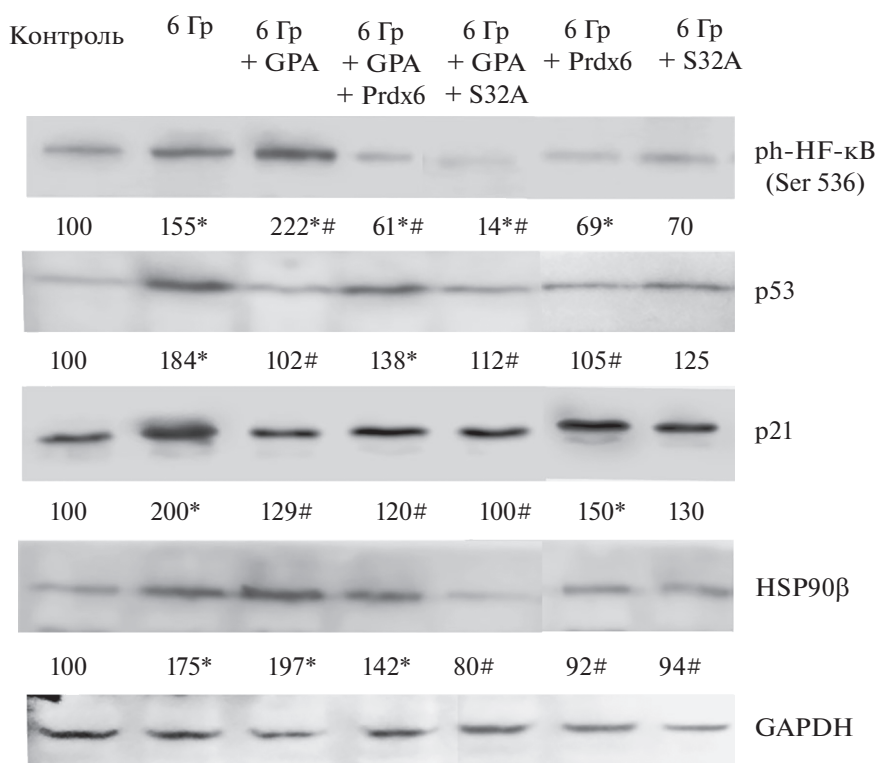 Контроль 6 Гр 6 Гр 6 Гр 6 Гр 6 Гр 6 Гр
+ GPA + GPA + GPA + Prdx6 + S32A
+ Prdx6 + S32A
ph-HF-κB
(Ser 536)
100 155* 222*# 61*# 14*# 69* 70
p53
100 184* 102# 138* 112# 105# 125
p21
100 200* 129# 120# 100# 150* 130
HSP90β
100 175* 197* 142* 80# 92# 94#
GAPDH